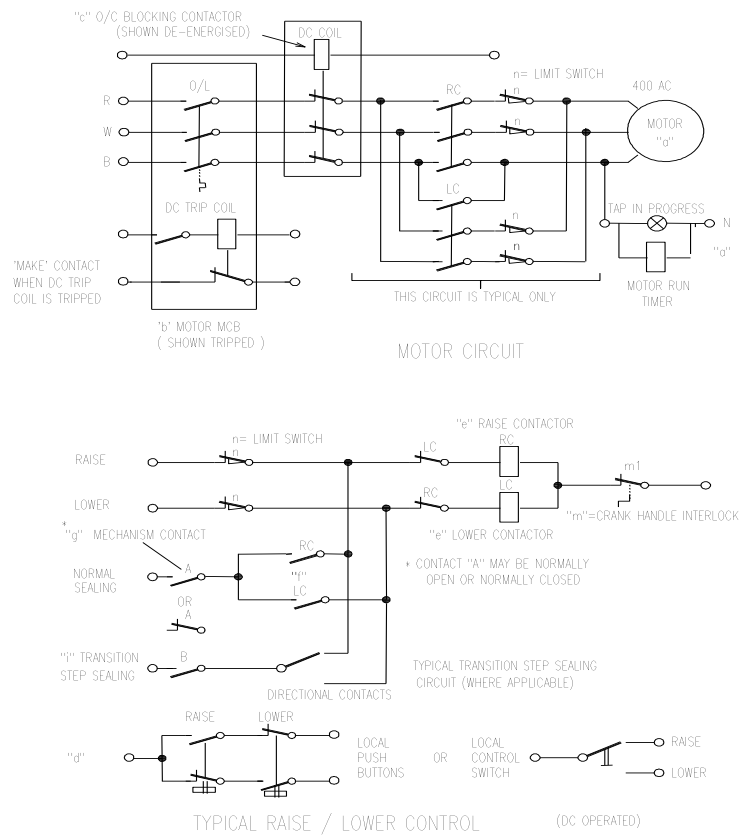 "c" O/C BLOCKING CONTACTOR
(SHOWN DE-ENERGISED)
DC COIL
n= LIMIT SWITCH
O/L
RC
n
400 AC
R
W
n
MOTOR
"a"
B
LC
DC TRIP COIL
n
TAP IN PROGRESS
N
n
"a"
'MAKE' CONTACT
WHEN DC TRIP
COIL IS TRIPPED
MOTOR RUN
TIMER
THIS CIRCUIT IS TYPICAL ONLY
'b' MOTOR MCB
( SHOWN TRIPPED )
MOTOR CIRCUIT
"e" RAISE CONTACTOR
n= LIMIT SWITCH
RC
RAISE
n
LC
m1
LOWER
n
RC
LC
"m"=CRANK HANDLE INTERLOCK
*
"g" MECHANISM CONTACT
"e" LOWER CONTACTOR
RC
* CONTACT "A" MAY BE NORMALLY
OPEN OR NORMALLY CLOSED
NORMAL
SEALING
A
"f"
LC
OR
A
"i" TRANSITION
STEP SEALING
B
TYPICAL TRANSITION STEP SEALING
CIRCUIT (WHERE APPLICABLE)
DIRECTIONAL CONTACTS
RAISE
LOWER
"d"
LOCAL
PUSH
BUTTONS
OR
LOCAL
CONTROL
SWITCH
RAISE
LOWER
TYPICAL RAISE / LOWER CONTROL
(DC OPERATED)